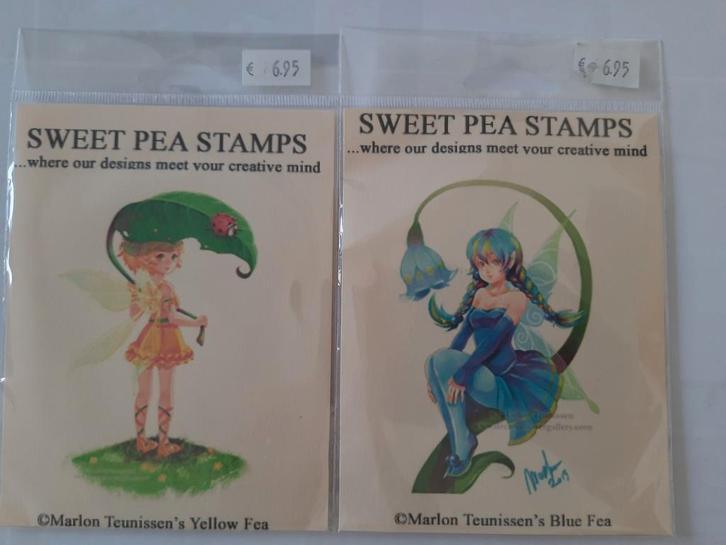 € 6.95
SWEET PEA STAMPS
...where our designs meet your creative mind
©Marlon Teunissen's Yellow Fea
€ 6.95
SWEET PEA STAMPS
...where our designs meet your creative mind
2013
©Marlon Teunissen's Blue Fea